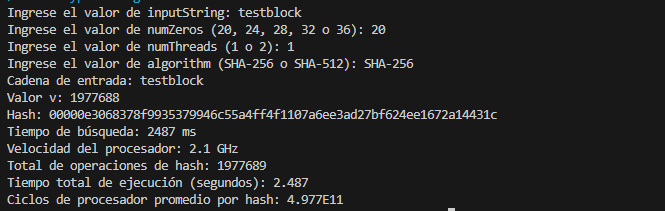 Ingrese el valor de inputString: testblock
Ingrese el valor de numZeros (20, 24, 28, 32 o 36): 20
Ingrese el valor de numThreads (1 o 2): 1
Ingrese el valor de algorithm (SHA-256 o SHA-512): SHA-256
Cadena de entrada: testblock
Valor v: 1977688
Hash: 00000e3068378f9935379946c55a4ff4f1107a6ee3ad27bf624ee1672a14431c
Tiempo de búsqueda: 2487 ms
Velocidad del procesador: 2.1 GHz
Total de operaciones de hash: 1977689
Tiempo total de ejecución (segundos): 2.487
Ciclos de procesador promedio por hash: 4.977E11